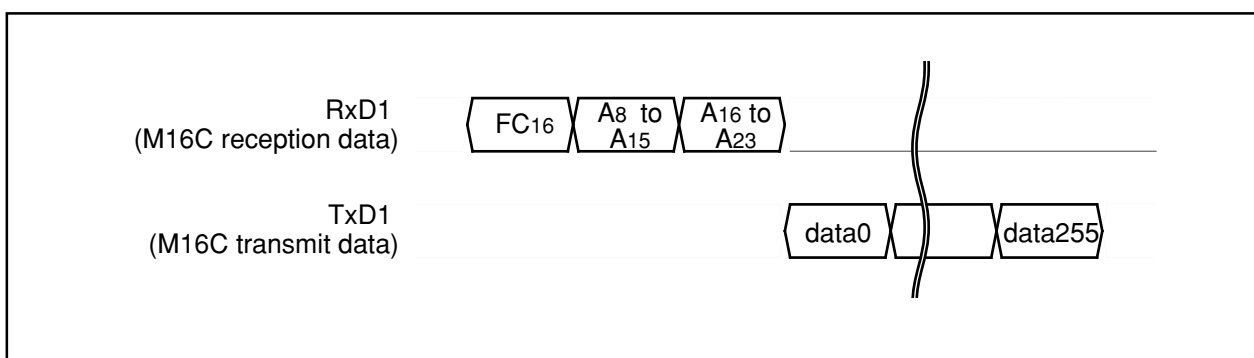 RxD1
(M16C reception data)
FC16
A8 to
A15
A16 to
A23
TxD1
(M16C transmit data)
data0
data255